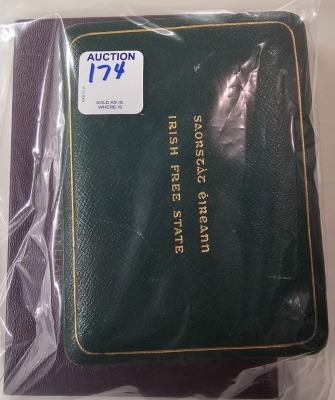 AUCTION
174
SOLD AS IS,
WHERE IS
SAORSTÁT ÉIREANN
IRISH FREE STATE